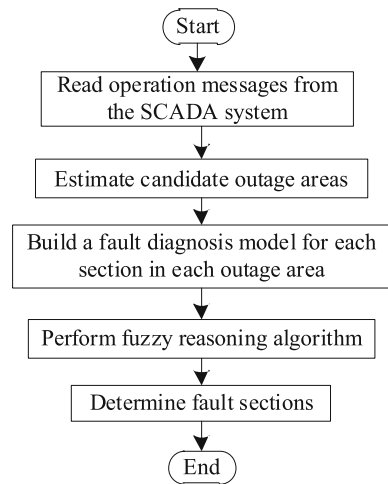 Start
Read operation messages from
the SCADA system
Estimate candidate outage areas
Build a fault diagnosis model for each
section in each outage area
Perform fuzzy reasoning algorithm
Determine fault sections
End